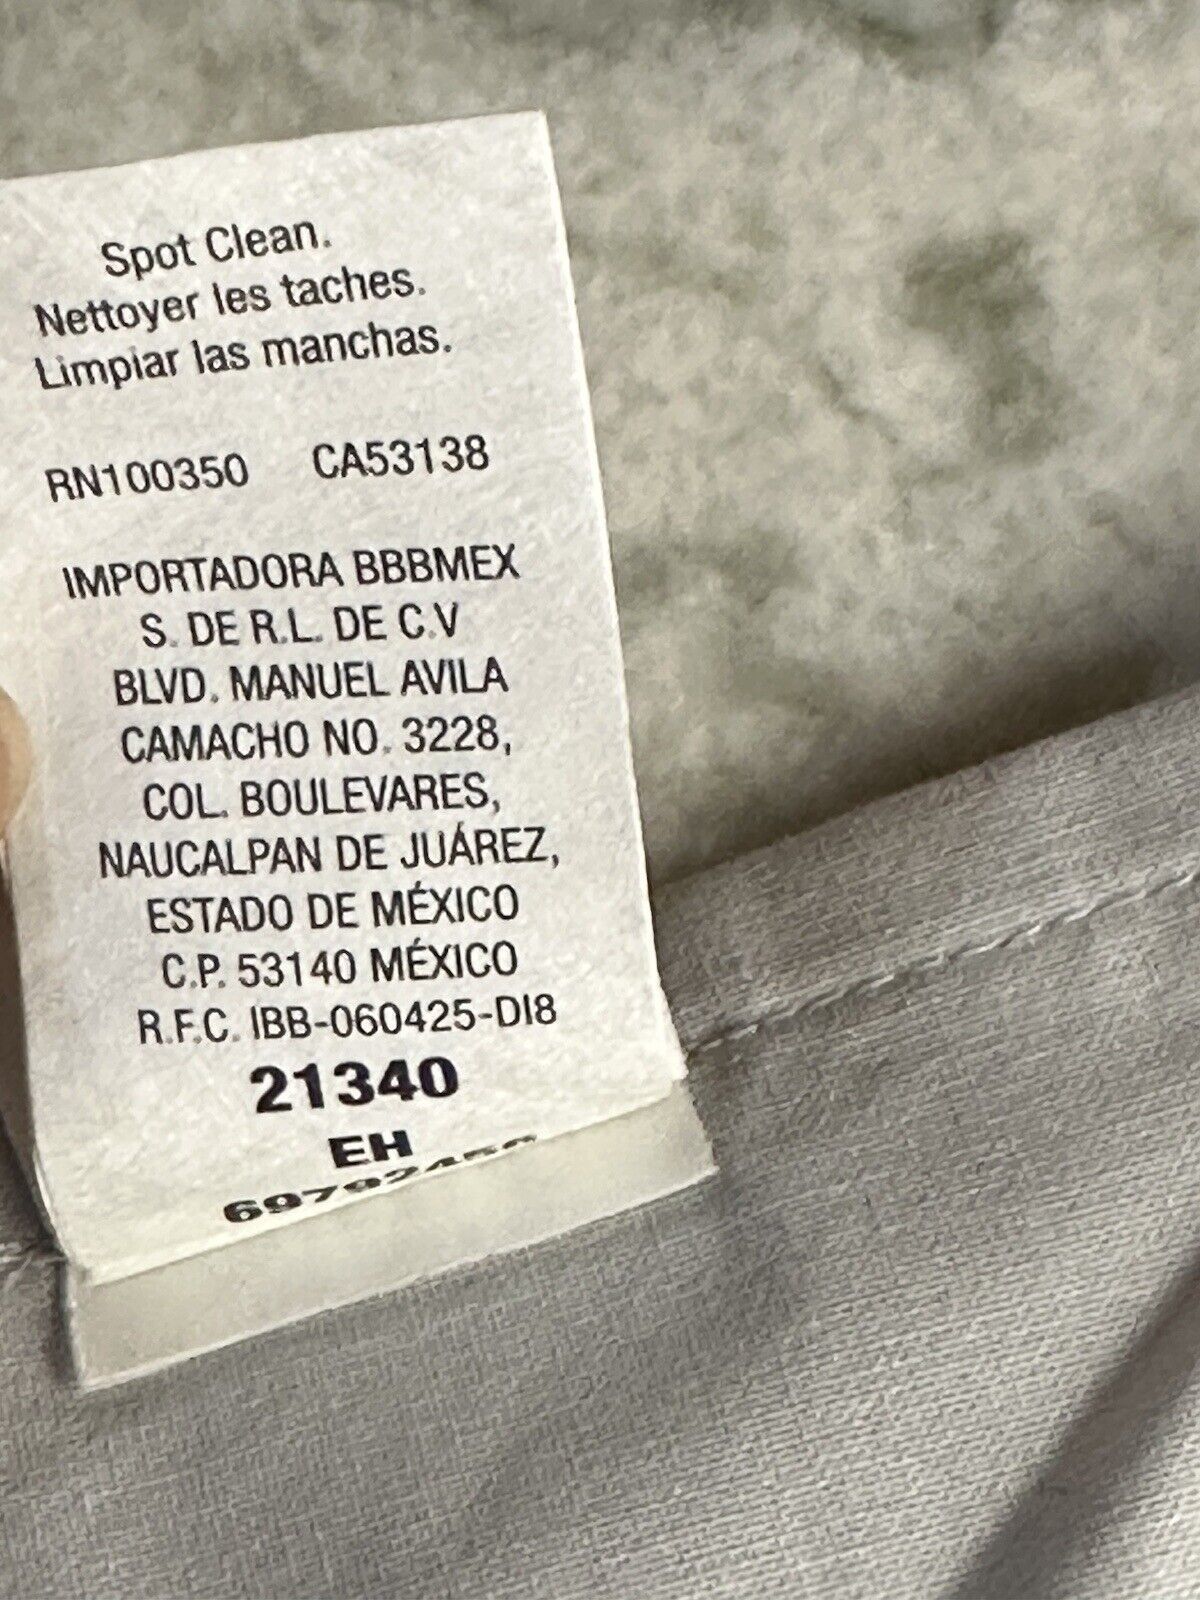 Spot Clean.
Nettoyer les taches.
Limpiar las manchas.
RN100350 CA53138
IMPORTADORA BBBMEX
S. DE R.L. DE C.V
BLVD. MANUEL AVILA
CAMACHO NO. 3228,
COL. BOULEVARES,
NAUCALPAN DE JUÁREZ,
ESTADO DE MÉXICO
C.P. 53140 MÉXICO
R.F.C. IBB-060425-DI8
21340
EH